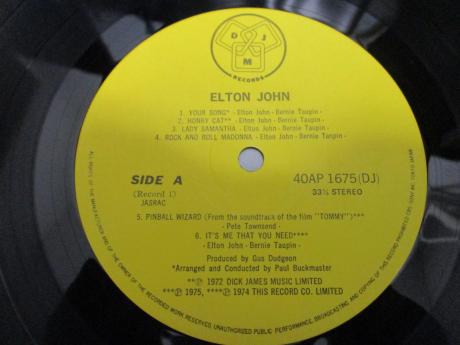 DJM
RECORDS
ELTON JOHN
1. YOUR SONG* - Elton John - Bernie Taupin -
2. HONKY CAT** - Elton John - Bernie Taupin -
3. LADY SAMANTHA - Elton John - Bernie Taupin -
4. ROCK AND ROLL MADONNA - Elton John - Bernie Taupin -
SIDE A
(Record 1)
JASRAC
40AP 1675(DJ)
33⅓ STEREO
5. PINBALL WIZARD (From the soundtrack of the film "TOMMY")***
- Pete Townsend -
6. IT'S ME THAT YOU NEED****
- Elton John - Bernie Taupin -
Produced by Gus Dudgeon
*Arranged and Conducted by Paul Buckmaster
**Ⓟ 1972 DICK JAMES MUSIC LIMITED
***Ⓟ 1975, ****Ⓟ 1974 THIS RECORD CO. LIMITED
ALL RIGHTS OF THE MANUFACTURER AND OF THE OWNER OF THE RECORDED WORK RESERVED. UNAUTHORIZED PUBLIC PERFORMANCE, BROADCASTING AND COPYING OF THIS RECORD PROHIBITED.
SONY INC. TOKYO JAPAN